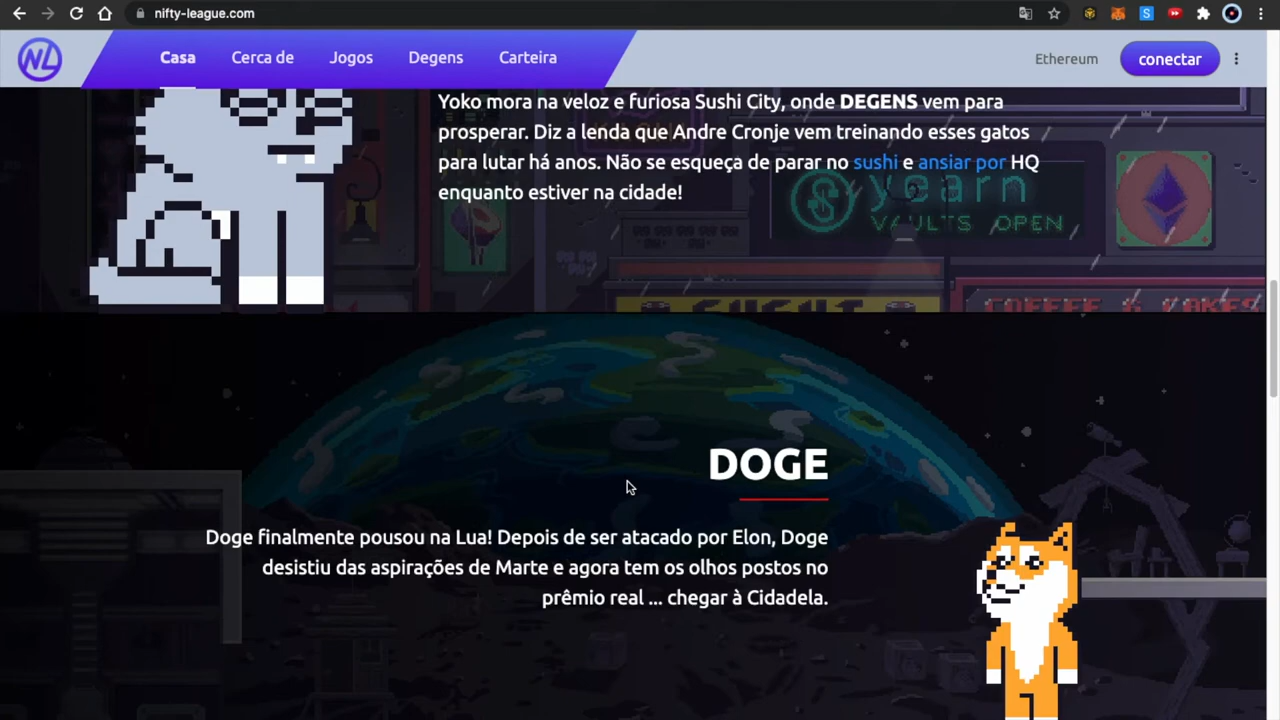 nifty-league.com
NL
Casa
Cerca de
Jogos
Degens
Carteira
Ethereum
conectar
Yoko mora na veloz e furiosa Sushi City, onde DEGENS vem para
prosperar. Diz a lenda que Andre Cronje vem treinando esses gatos
para lutar há anos. Não se esqueça de parar no sushi e ansiar por HQ
enquanto estiver na cidade!
yearn
VAULTS OPEN
COFFEE & CAKES
DOGE
Doge finalmente pousou na Lua! Depois de ser atacado por Elon, Doge
desistiu das aspirações de Marte e agora tem os olhos postos no
prêmio real ... chegar à Cidadela.